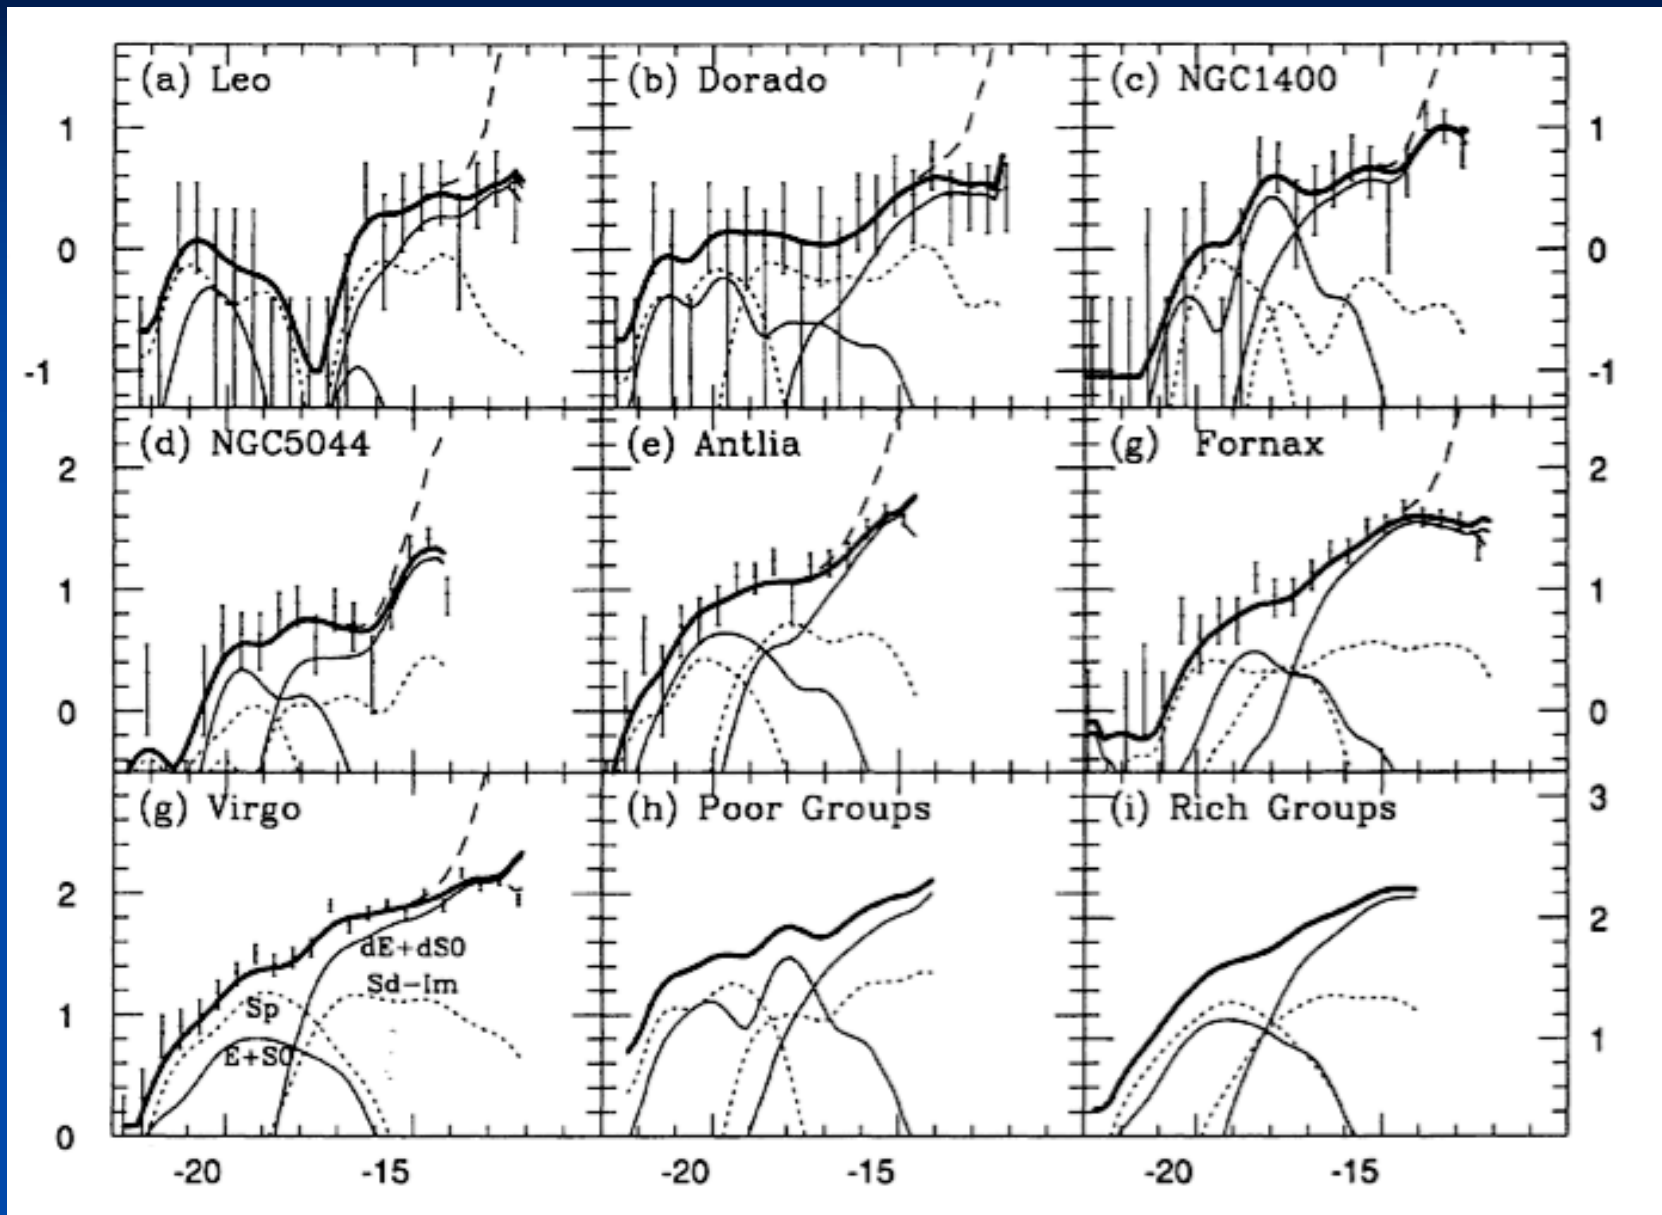 (a) Leo
(b) Dorado
(c) NGC1400
1
0
-1
1
0
-1
(d) NGC5044
(e) Antlia
(g) Fornax
2
1
0
2
1
0
(g) Virgo
(h) Poor Groups
(i) Rich Groups
2
1
0
3
2
1
dE+dS0
Sd-Im
Sp
E+S0
-20
-15
-20
-15
-20
-15